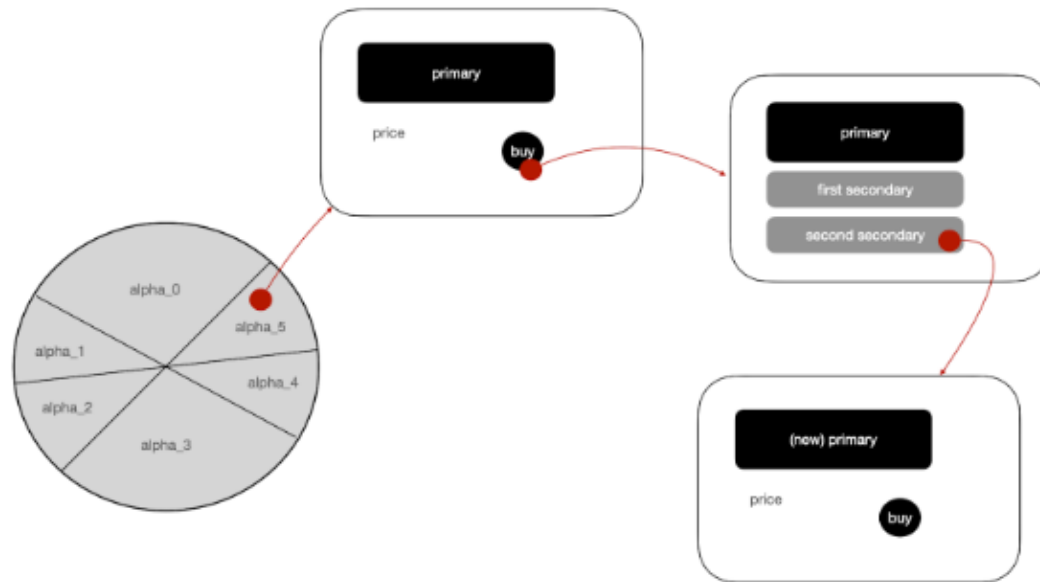 primary
price
buy
primary
first secondary
second secondary
alpha_0
alpha_5
alpha_1
alpha_4
alpha_2
alpha_3
(new) primary
price
buy